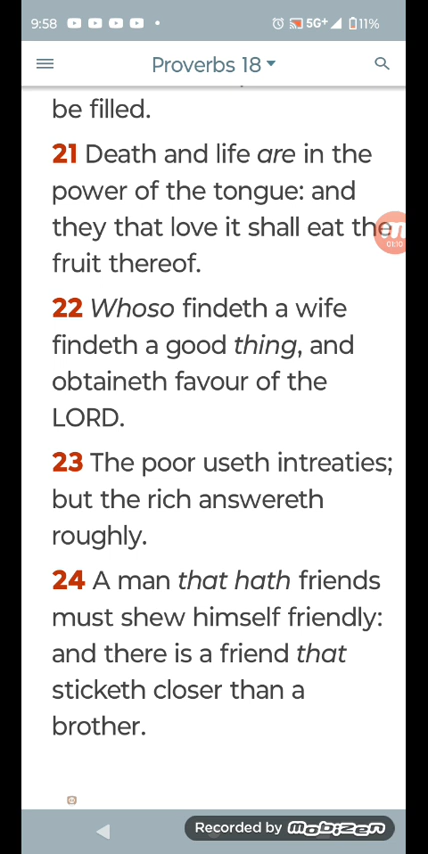 9:58 5G+ 11%
Proverbs 18
be filled.
21 Death and life are in the
power of the tongue: and
they that love it shall eat the
fruit thereof.
01:10
22 Whoso findeth a wife
findeth a good thing, and
obtaineth favour of the
LORD.
23 The poor useth intreaties;
but the rich answereth
roughly.
24 A man that hath friends
must shew himself friendly:
and there is a friend that
sticketh closer than a
brother.
Recorded by mobizen